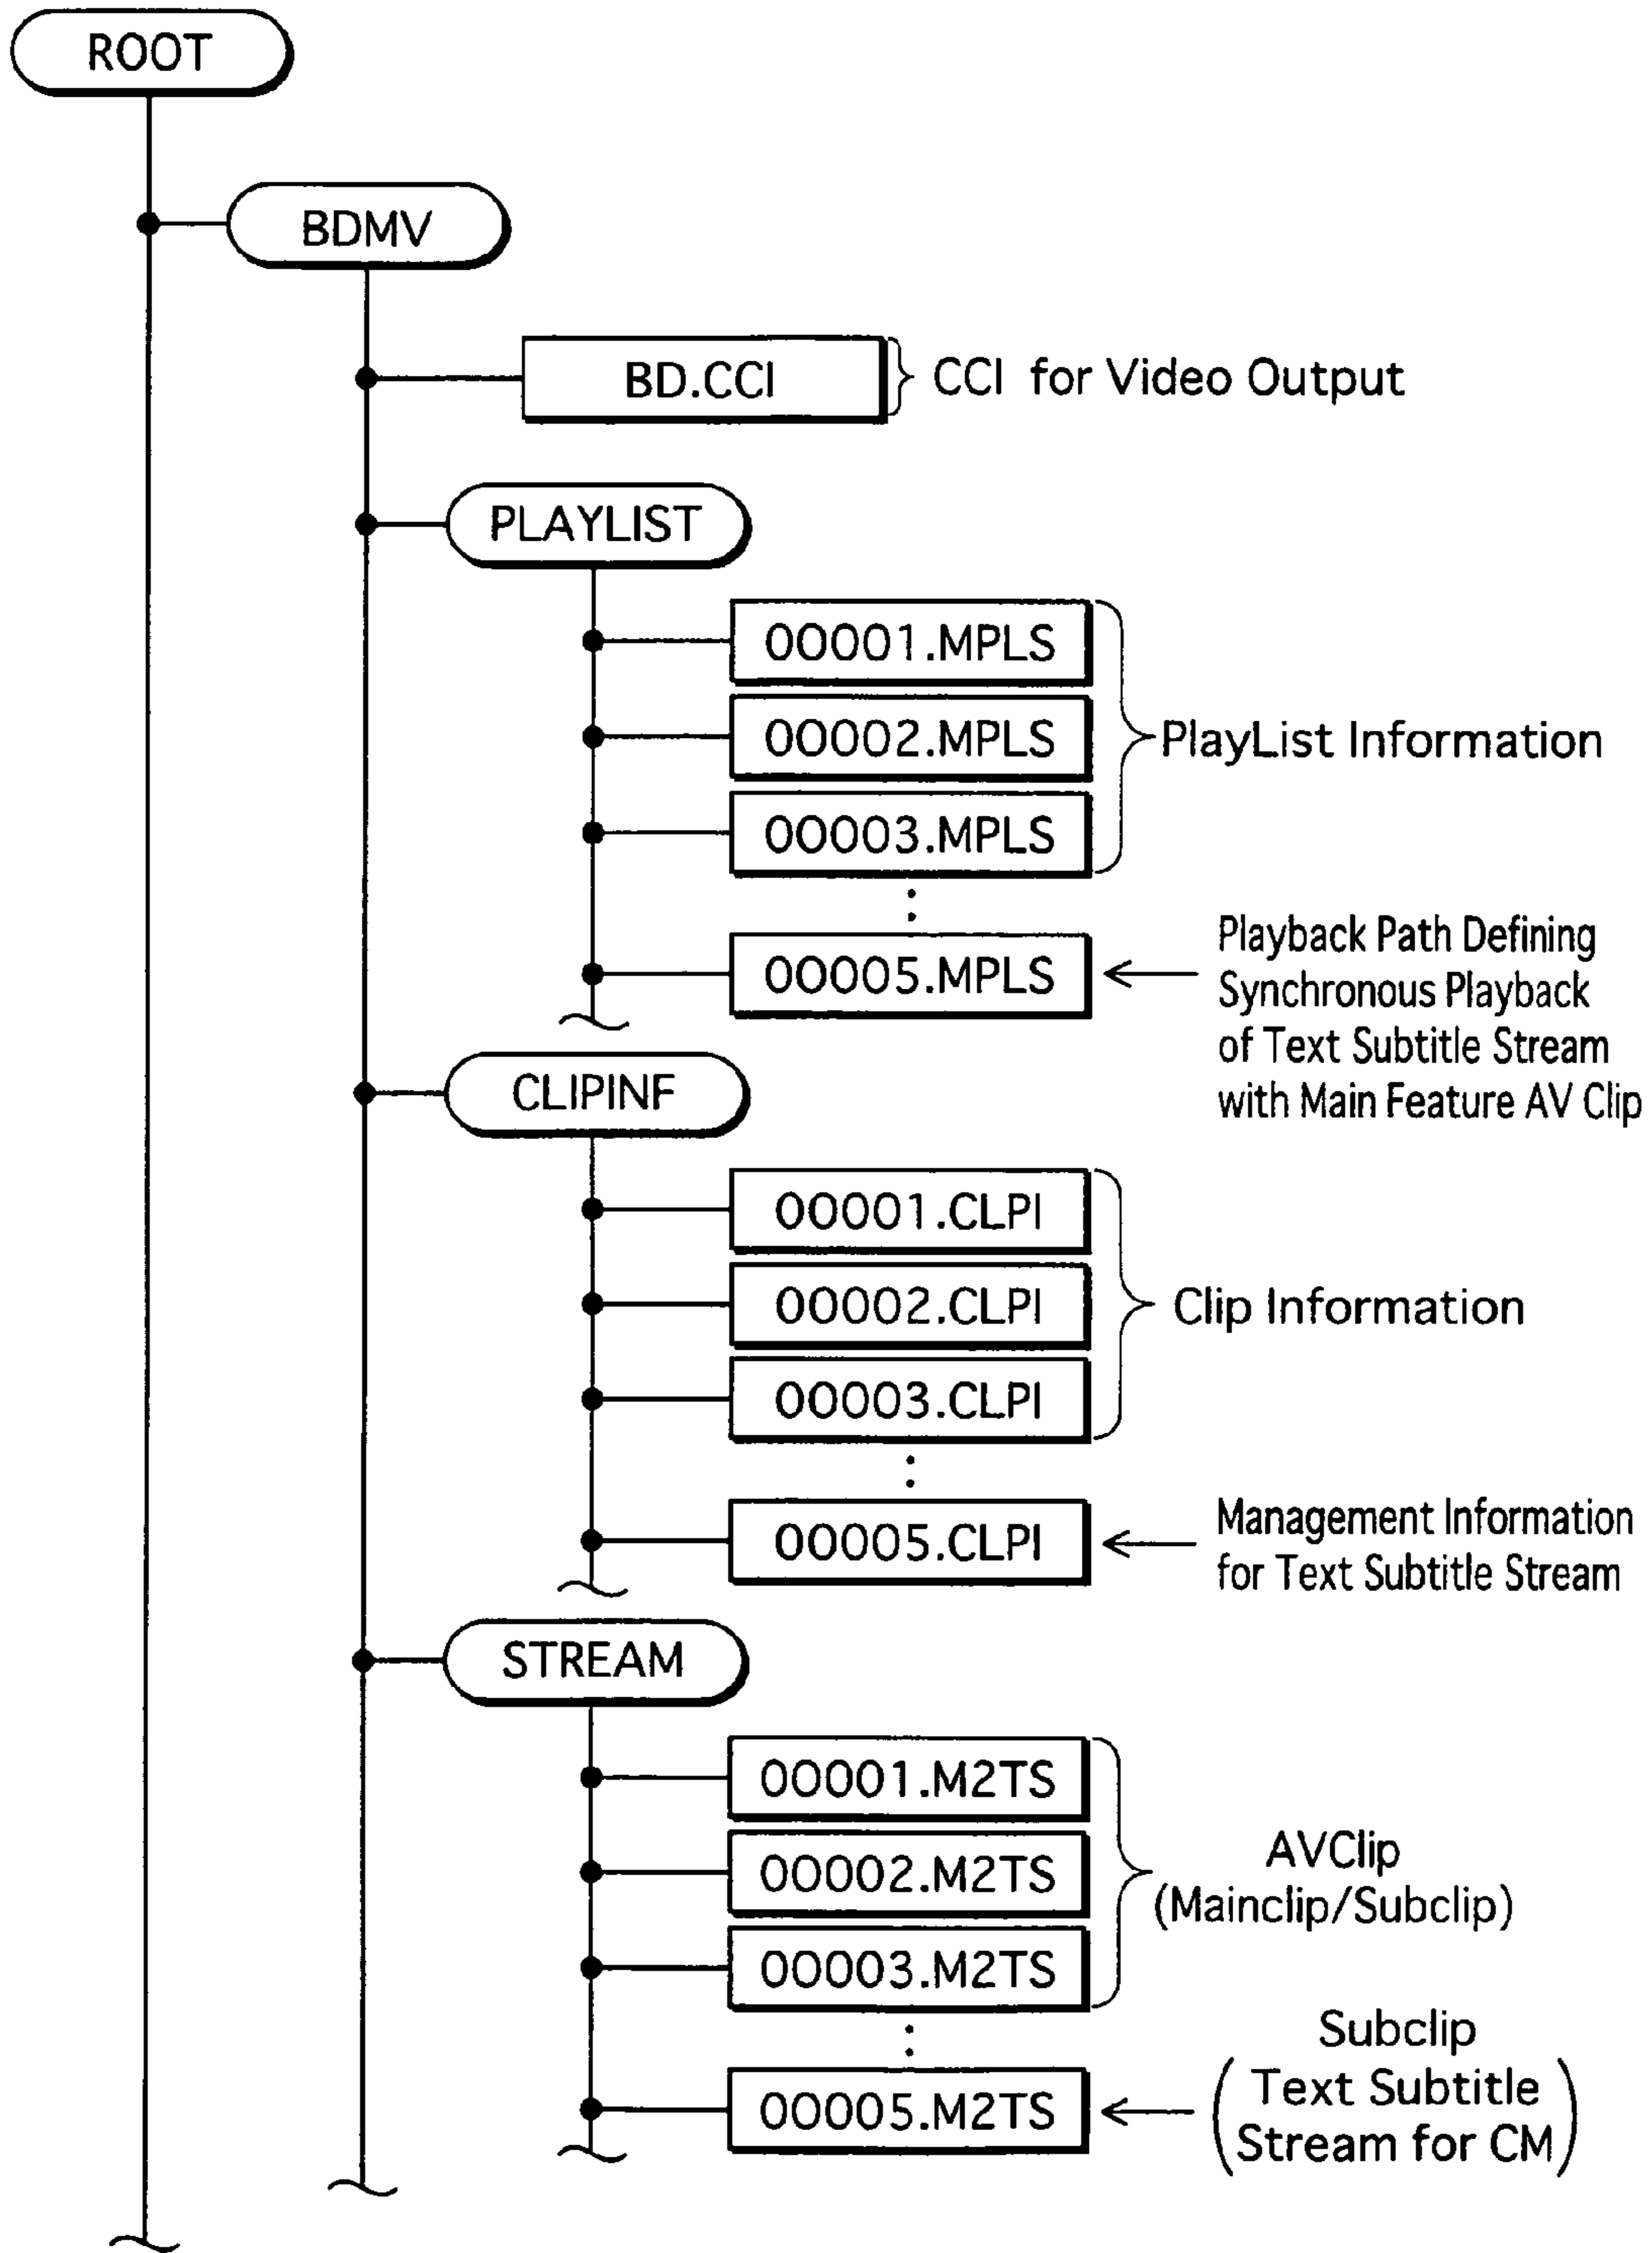 ROOT
BDMV
BD.CCI
CCI for Video Output
PLAYLIST
00001.MPLS
00002.MPLS
PlayList Information
00003.MPLS
00005.MPLS
Playback Path Defining
Synchronous Playback
of Text Subtitle Stream
with Main Feature AV Clip
CLIPINF
00001.CLPI
00002.CLPI
Clip Information
00003.CLPI
00005.CLPI
Management Information
for Text Subtitle Stream
STREAM
00001.M2TS
00002.M2TS
AVClip
(Mainclip/Subclip)
00003.M2TS
00005.M2TS
Subclip
(Text Subtitle
Stream for CM)